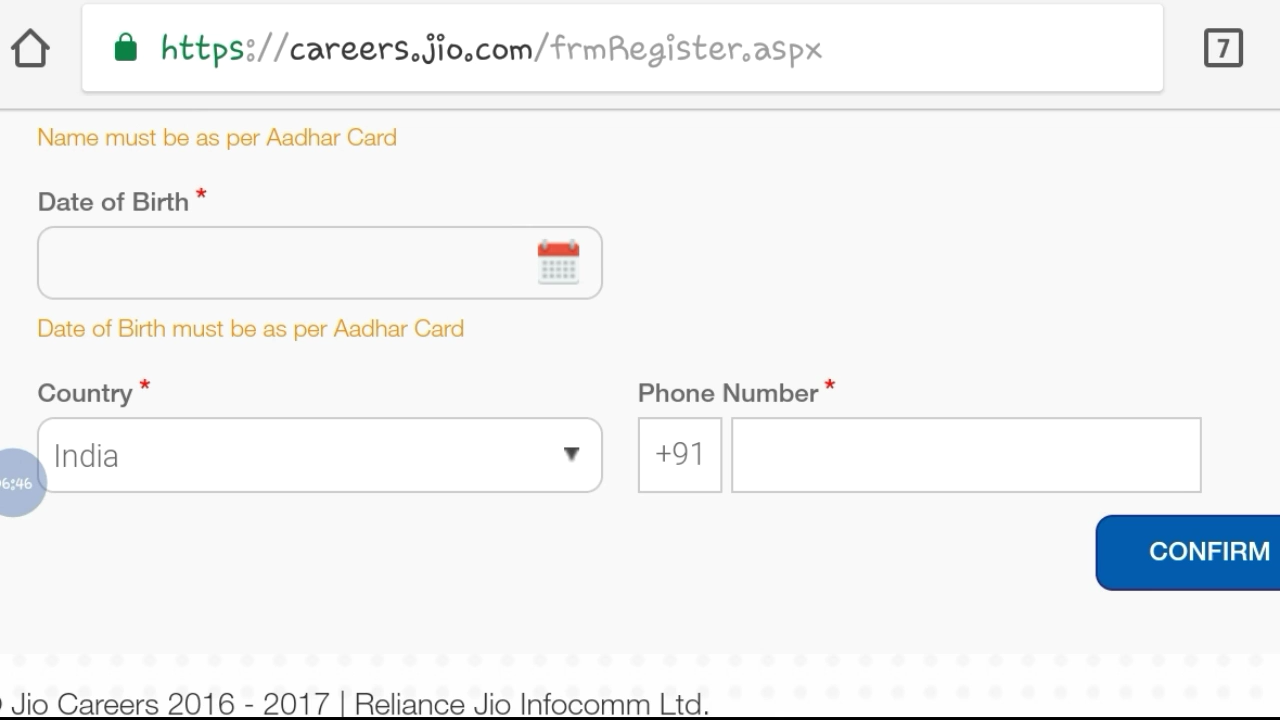 https://careers.jio.com/frmRegister.aspx
7
Name must be as per Aadhar Card
Date of Birth *
Date of Birth must be as per Aadhar Card
Country *
Phone Number *
India
+91
6:46
CONFIRM
Jio Careers 2016 - 2017 | Reliance Jio Infocomm Ltd.